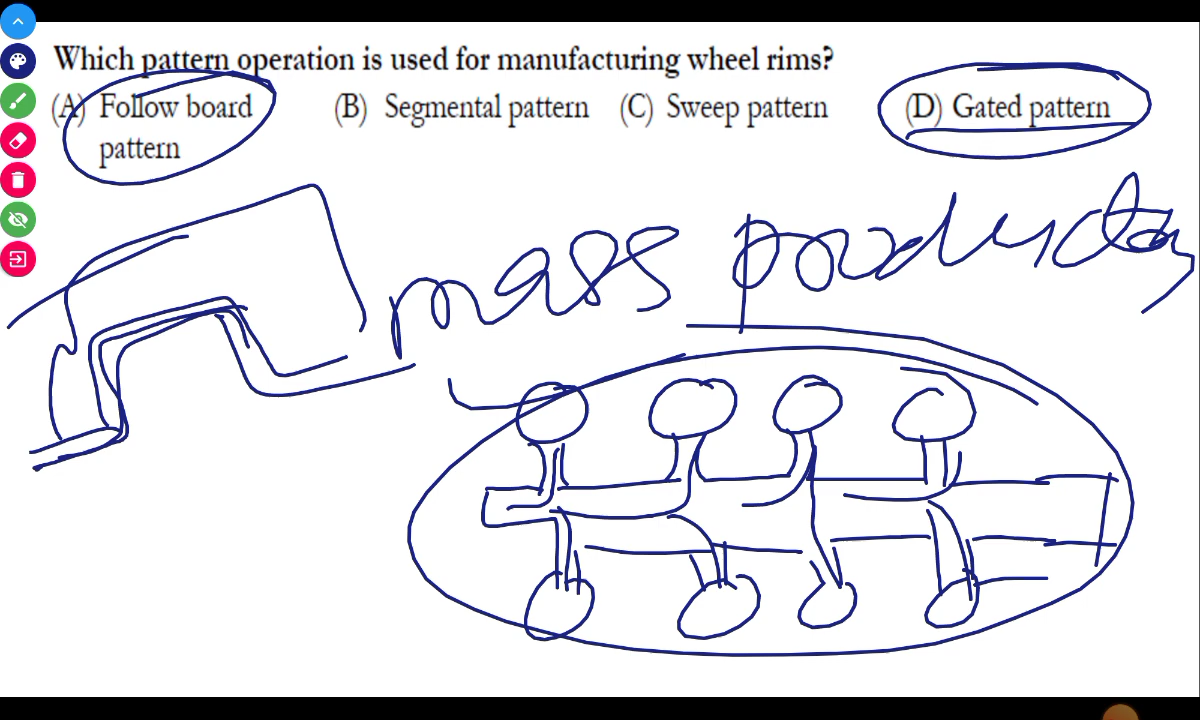 Which pattern operation is used for manufacturing wheel rims?
(A) Follow board pattern (B) Segmental pattern (C) Sweep pattern (D) Gated pattern
mass